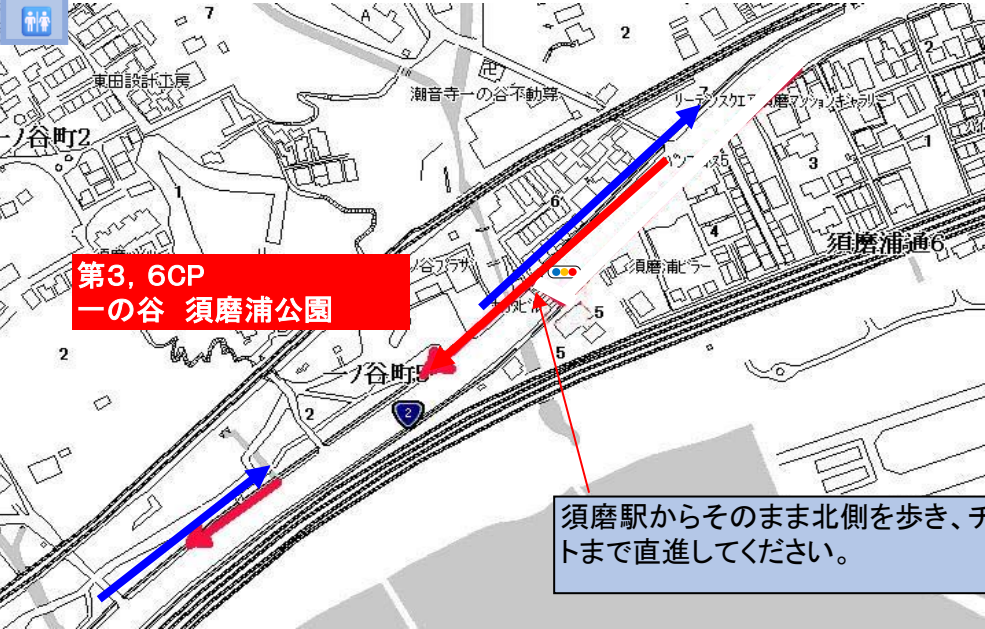 7
2
2
東田設計工房
卍
潮音寺一の谷不動尊
一ノ谷町2
1
1
3
6
4
須磨浦通6
須磨浦ビラー
第3，6CP
一の谷　須磨浦公園
5
5
2
一ノ谷町5
2
2
須磨駅からそのまま北側を歩き、チ
トまで直進してください。